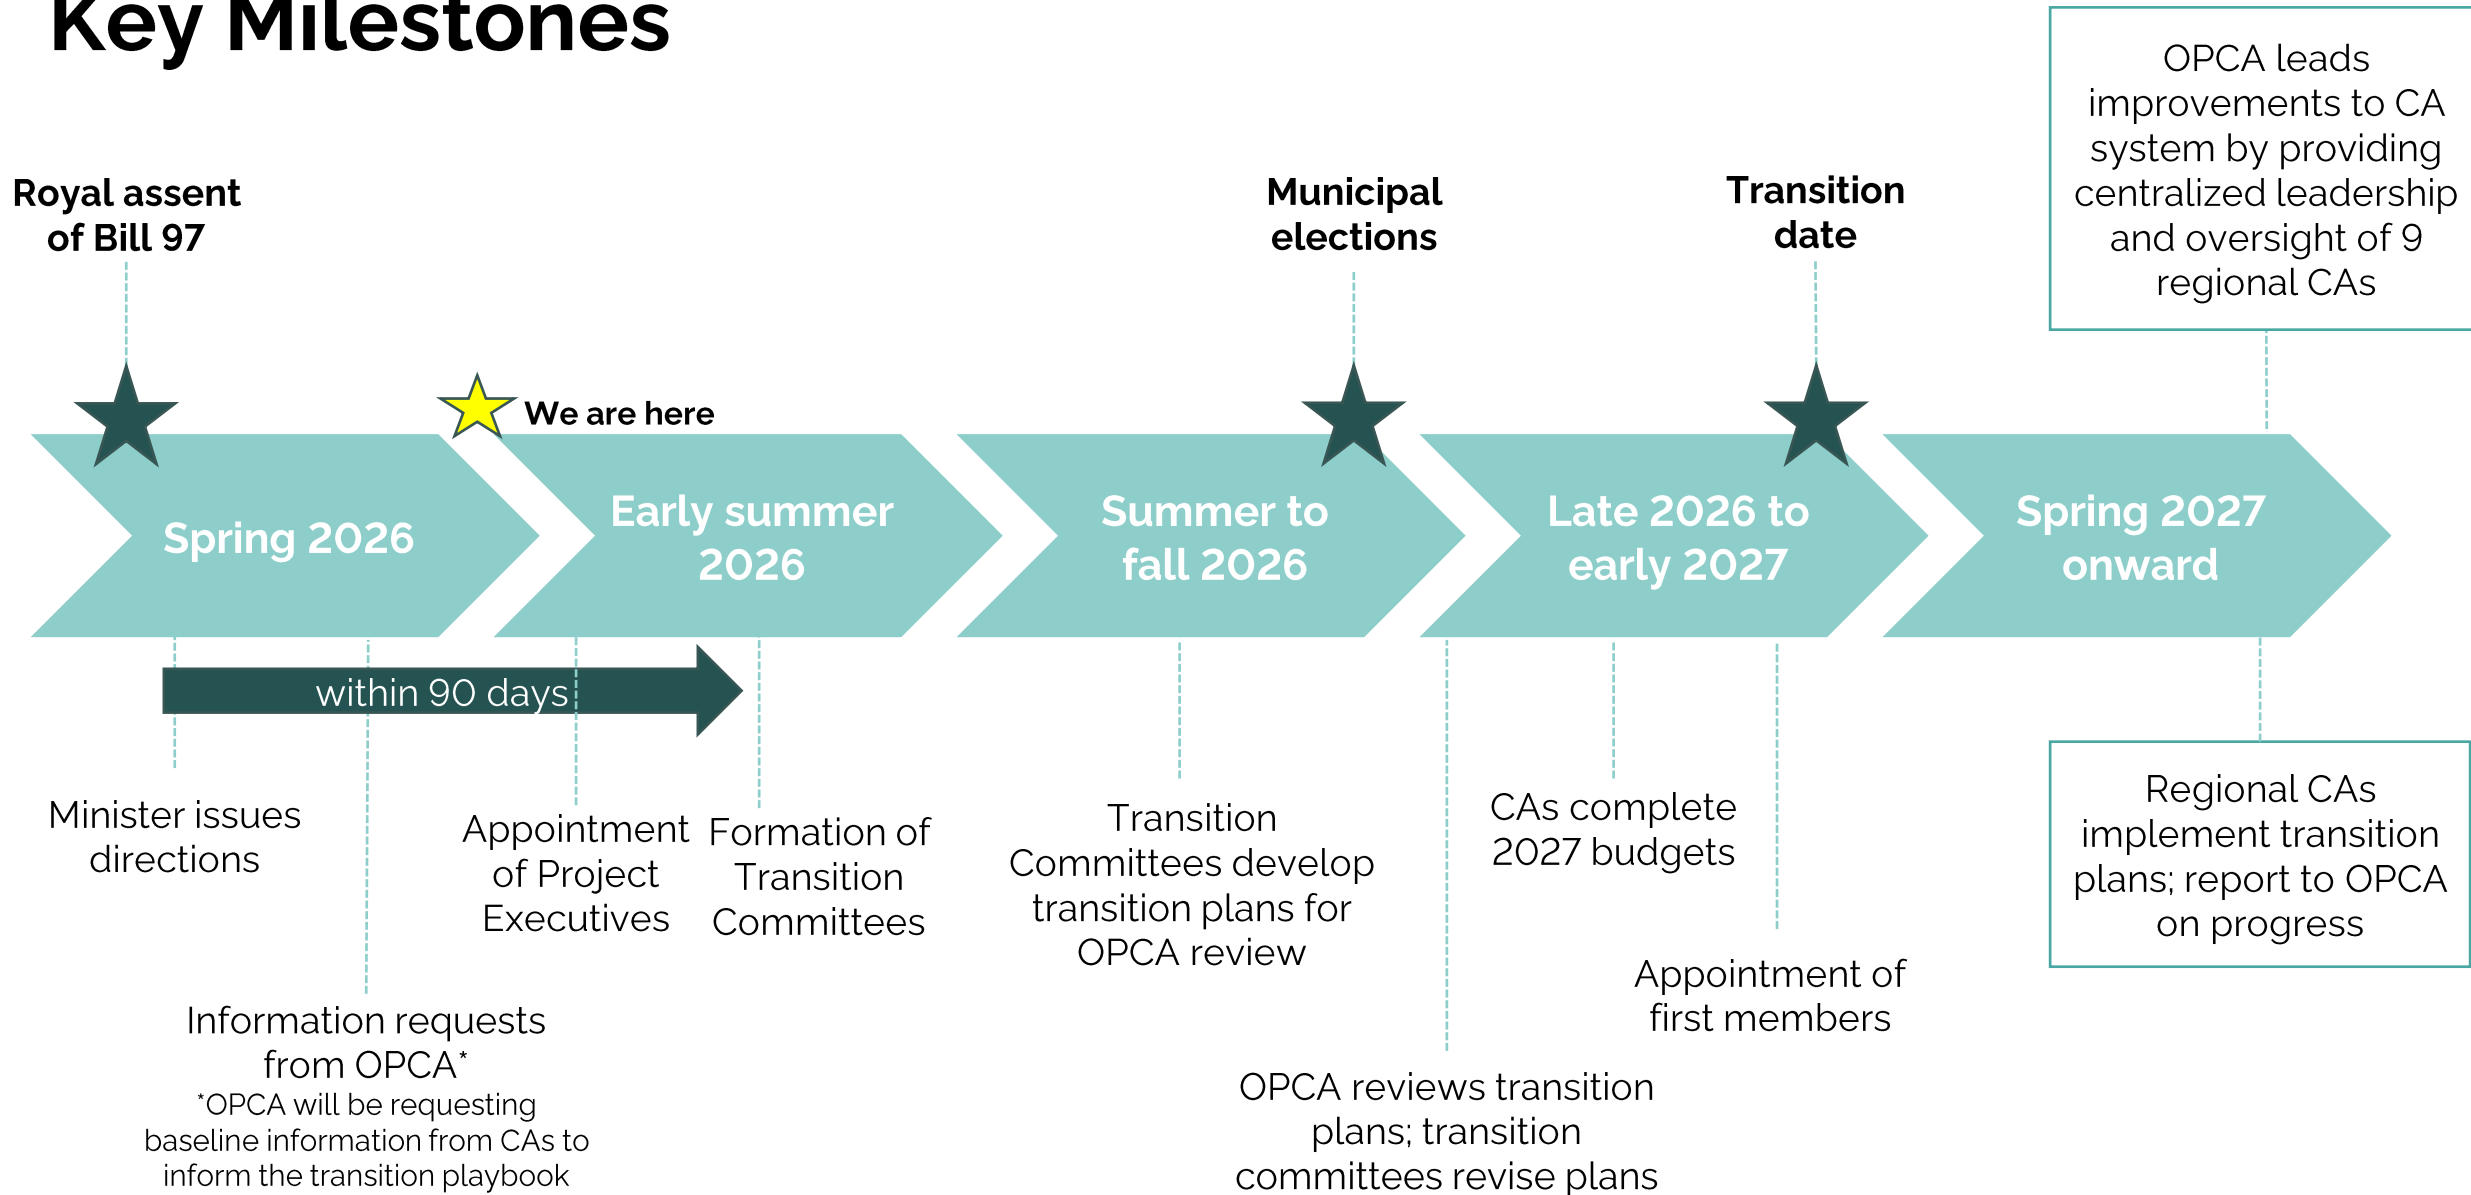 Key Milestones
OPCA leads
improvements to CA
system by providing
centralized leadership
and oversight of 9
regional CAs
Royal assent
of Bill 97
Municipal
elections
Transition
date
We are here
Spring 2026
Early summer
2026
Summer to
fall 2026
Late 2026 to
early 2027
Spring 2027
onward
within 90 days
Minister issues
directions
Information requests
from OPCA*
*OPCA will be requesting
baseline information from CAs to
inform the transition playbook
Appointment
of Project
Executives
Formation of
Transition
Committees
Transition
Committees develop
transition plans for
OPCA review
OPCA reviews transition
plans; transition
committees revise plans
CAs complete
2027 budgets
Appointment of
first members
Regional CAs
implement transition
plans; report to OPCA
on progress